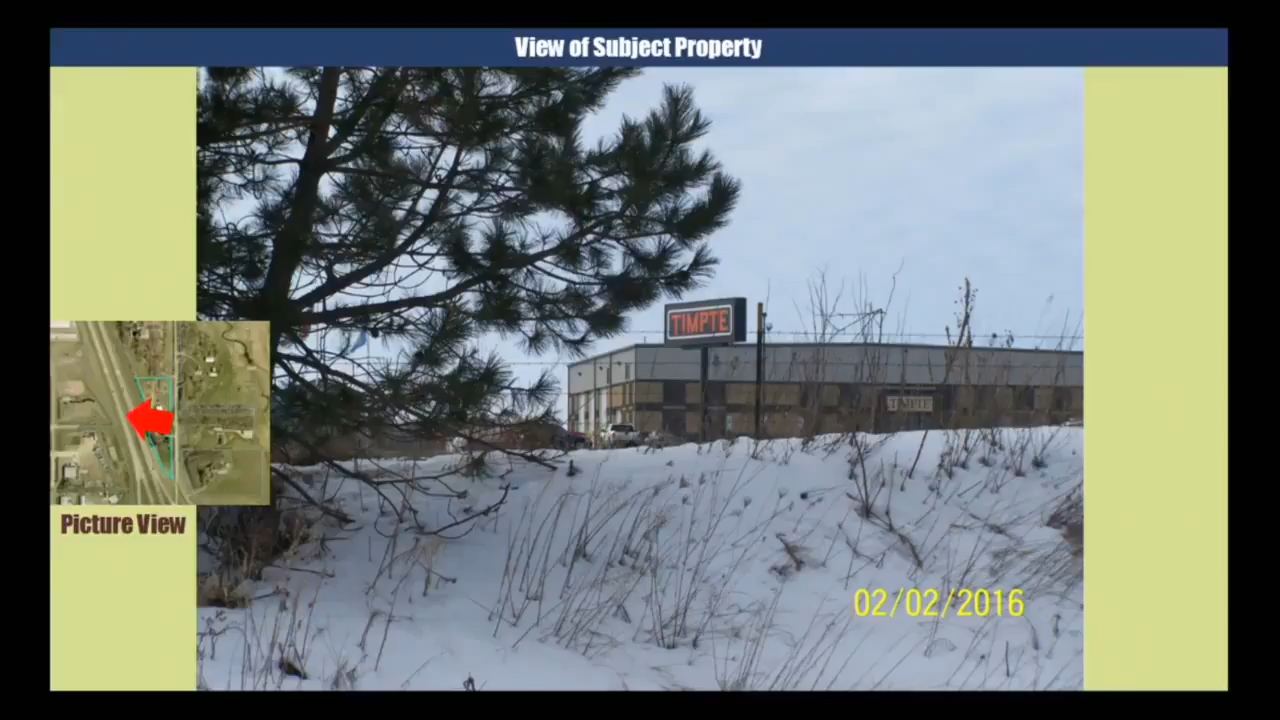 View of Subject Property
TIMPTE
TIMPTE
Picture View
02/02/2016